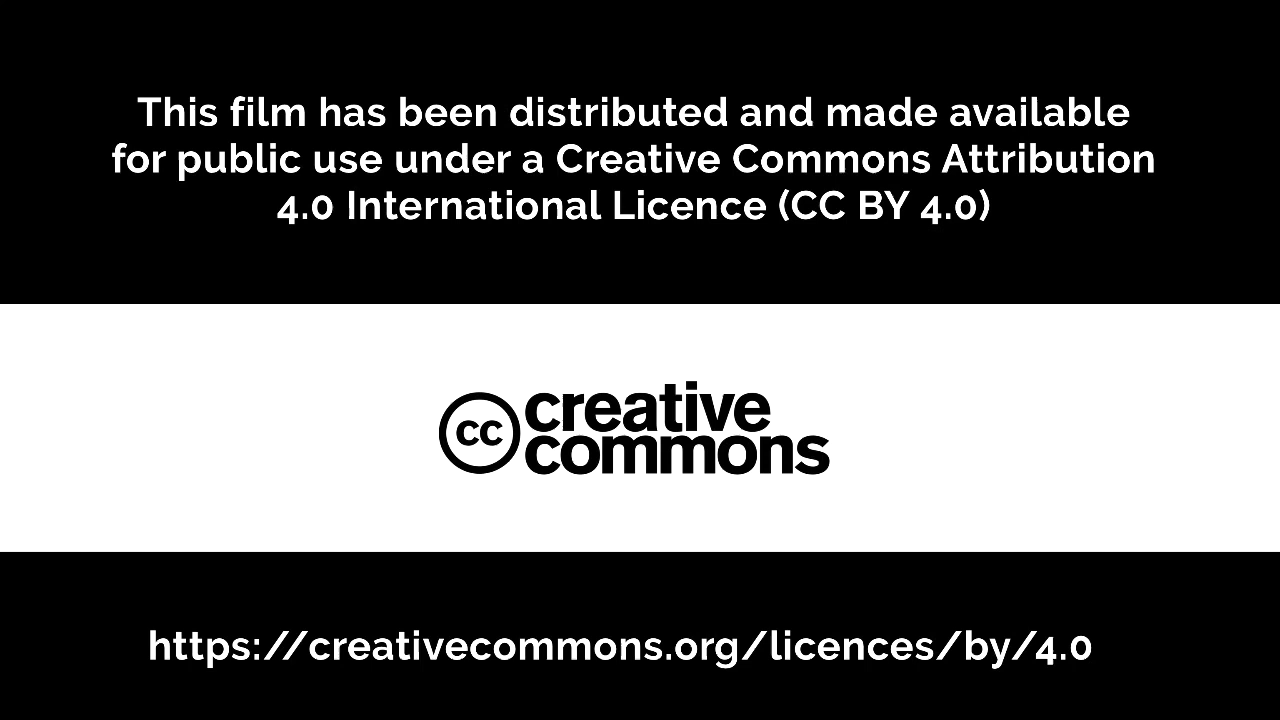 This film has been distributed and made available
for public use under a Creative Commons Attribution
4.0 International Licence (CC BY 4.0)
cc creative
commons
https://creativecommons.org/licences/by/4.0